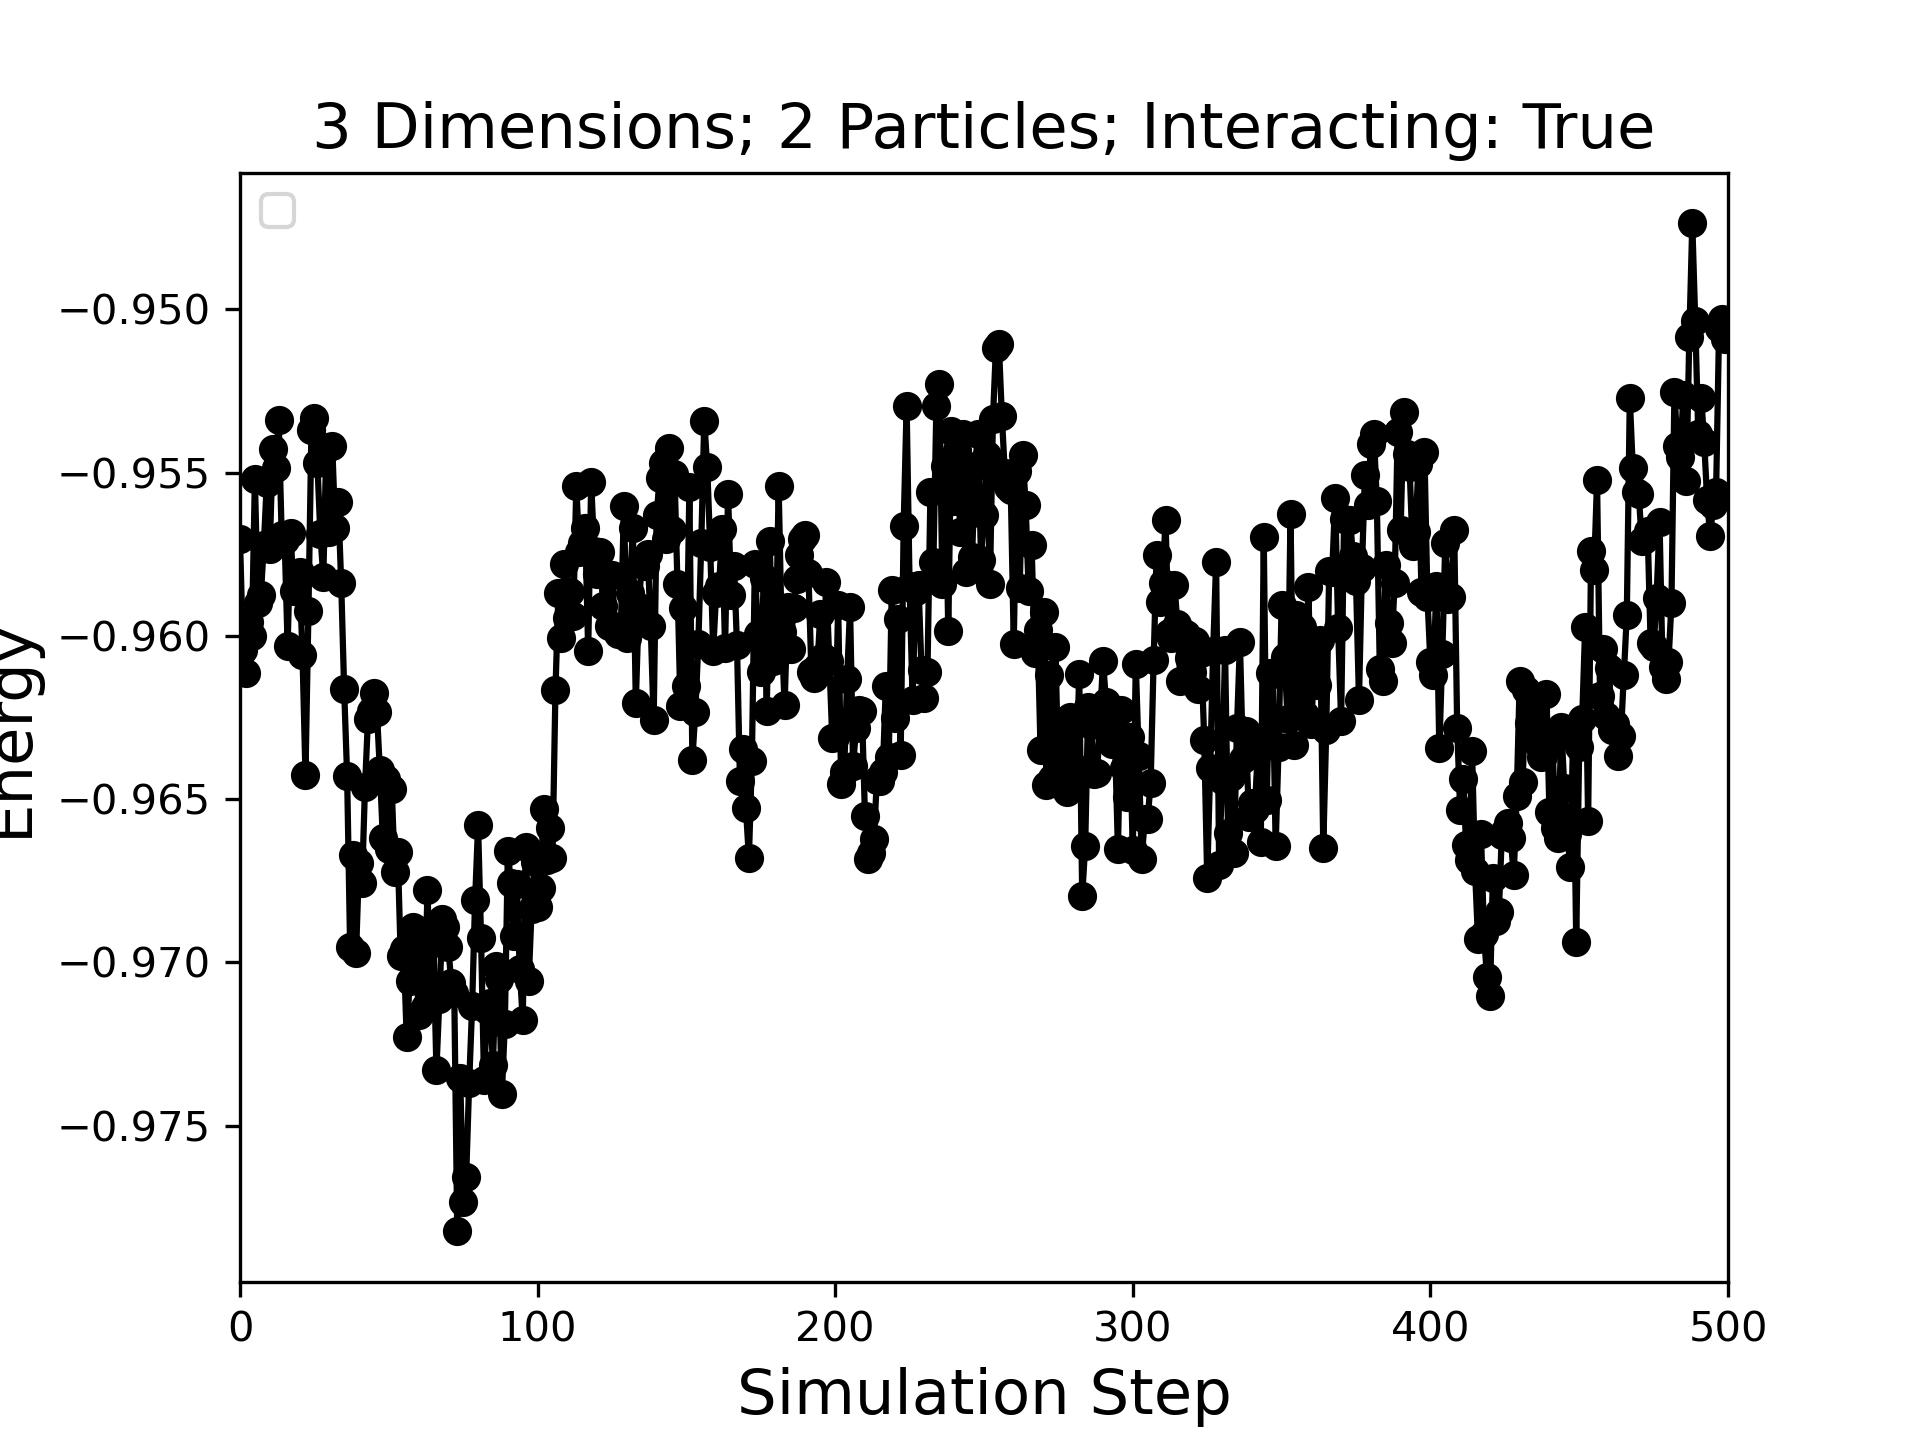 3 Dimensions; 2 Particles; Interacting: True
Energy
−0.950
−0.955
−0.960
−0.965
−0.970
−0.975
0 100 200 300 400 500
Simulation Step